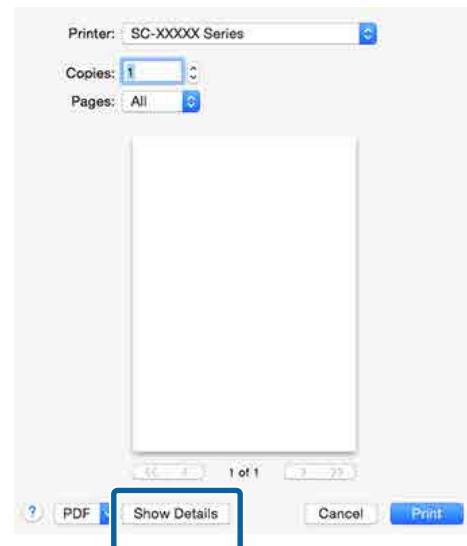 Printer: SC-XXXXX Series
Copies: 1
Pages: All
<< < 1 of 1 > >>
? PDF Show Details Cancel Print